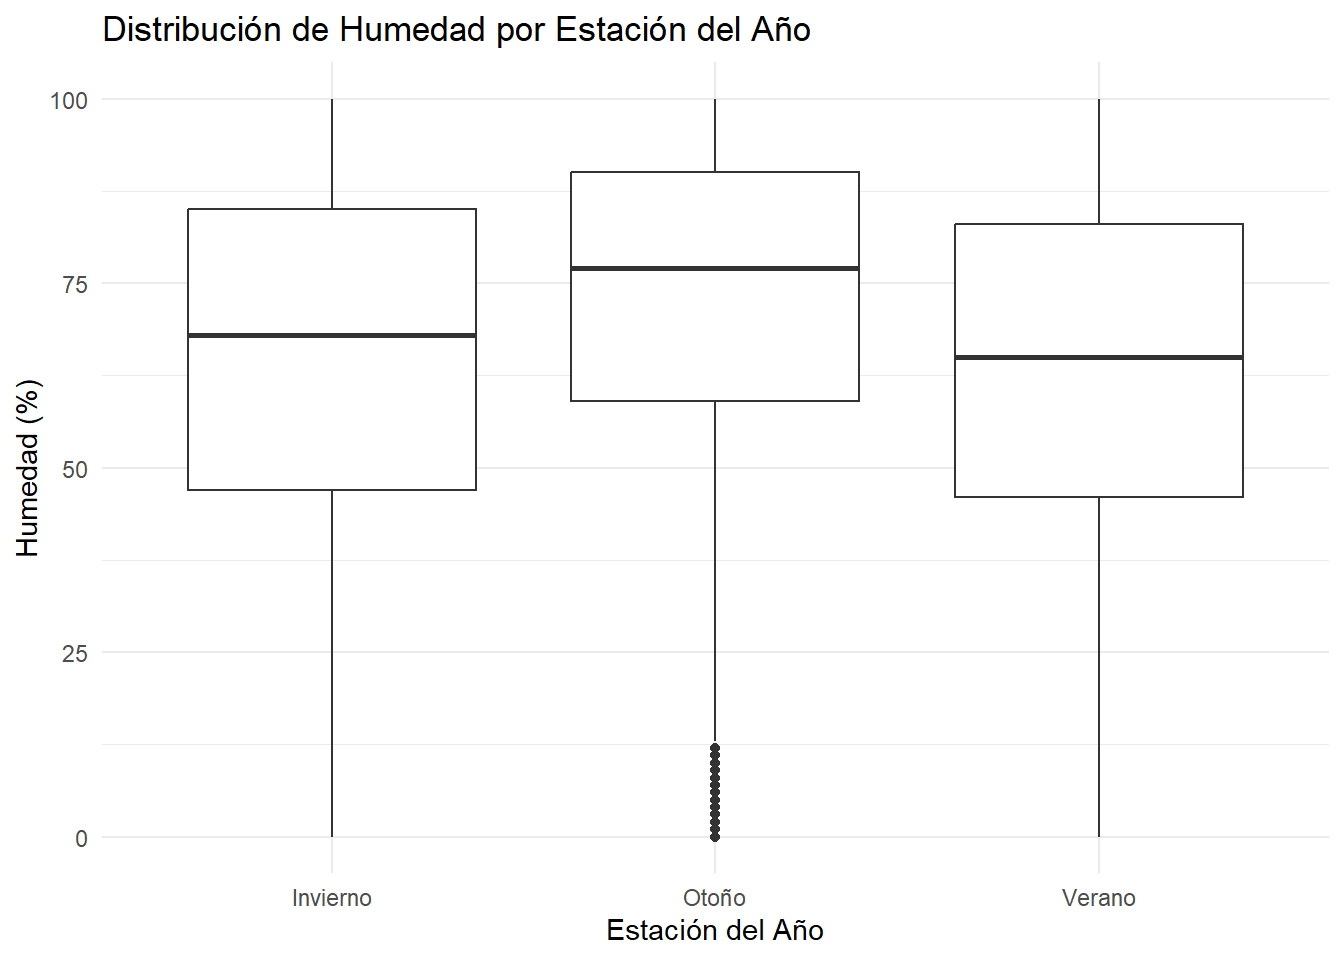 Distribución de Humedad por Estación del Año
Humedad (%)
100
75
50
25
0
Invierno
Otoño
Verano
Estación del Año